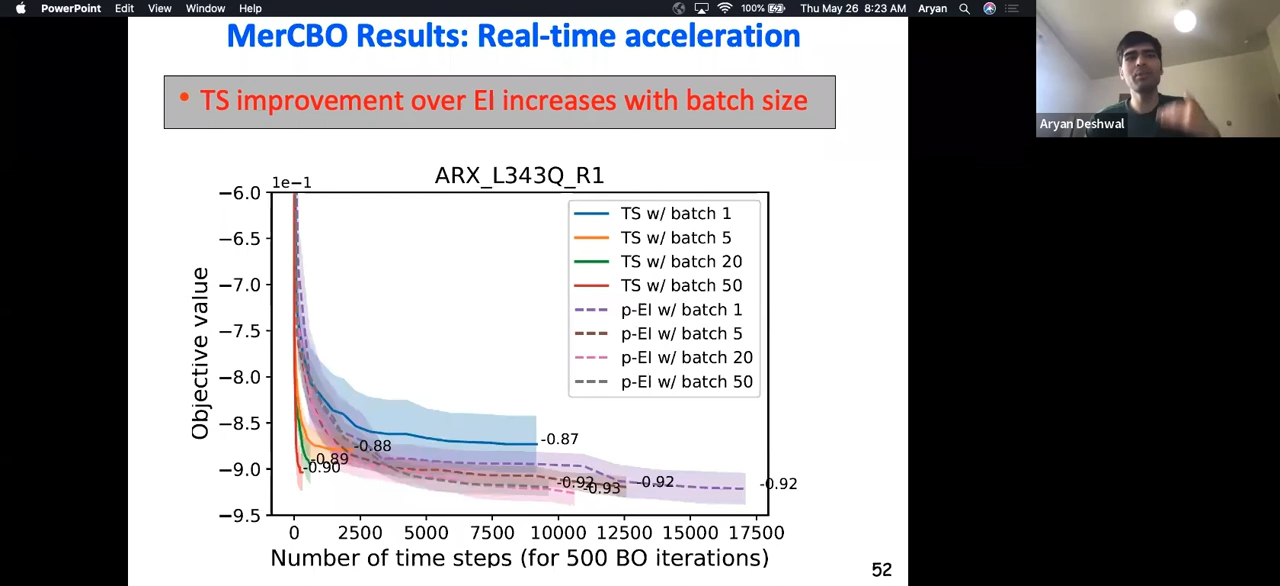 PowerPoint Edit View Window Help 100% Thu May 26 8:23 AM Aryan
MerCBO Results: Real-time acceleration
• TS improvement over EI increases with batch size
Aryan Deshwal
ARX_L343Q_R1
1e−1
−6.0
−6.5
−7.0
−7.5
−8.0
−8.5
−9.0
−9.5
Objective value
TS w/ batch 1
TS w/ batch 5
TS w/ batch 20
TS w/ batch 50
p-EI w/ batch 1
p-EI w/ batch 5
p-EI w/ batch 20
p-EI w/ batch 50
-0.87
-0.88
-0.89
-0.90
-0.92
-0.93
-0.92
-0.92
0 2500 5000 7500 10000 12500 15000 17500
Number of time steps (for 500 BO iterations)
52